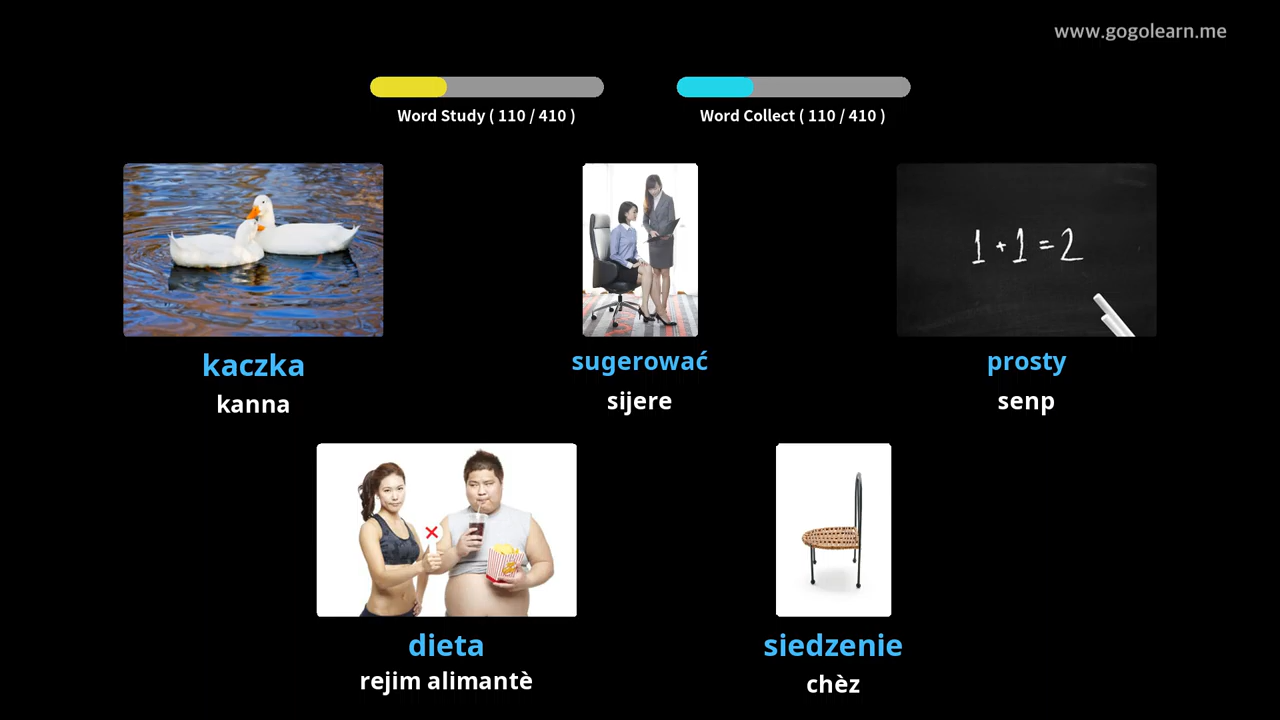 www.gogolearn.me
Word Study ( 110 / 410 )
Word Collect ( 110 / 410 )
1 + 1 = 2
kaczka
kanna
sugerować
sijere
prosty
senp
dieta
rejim alimantè
siedzenie
chèz